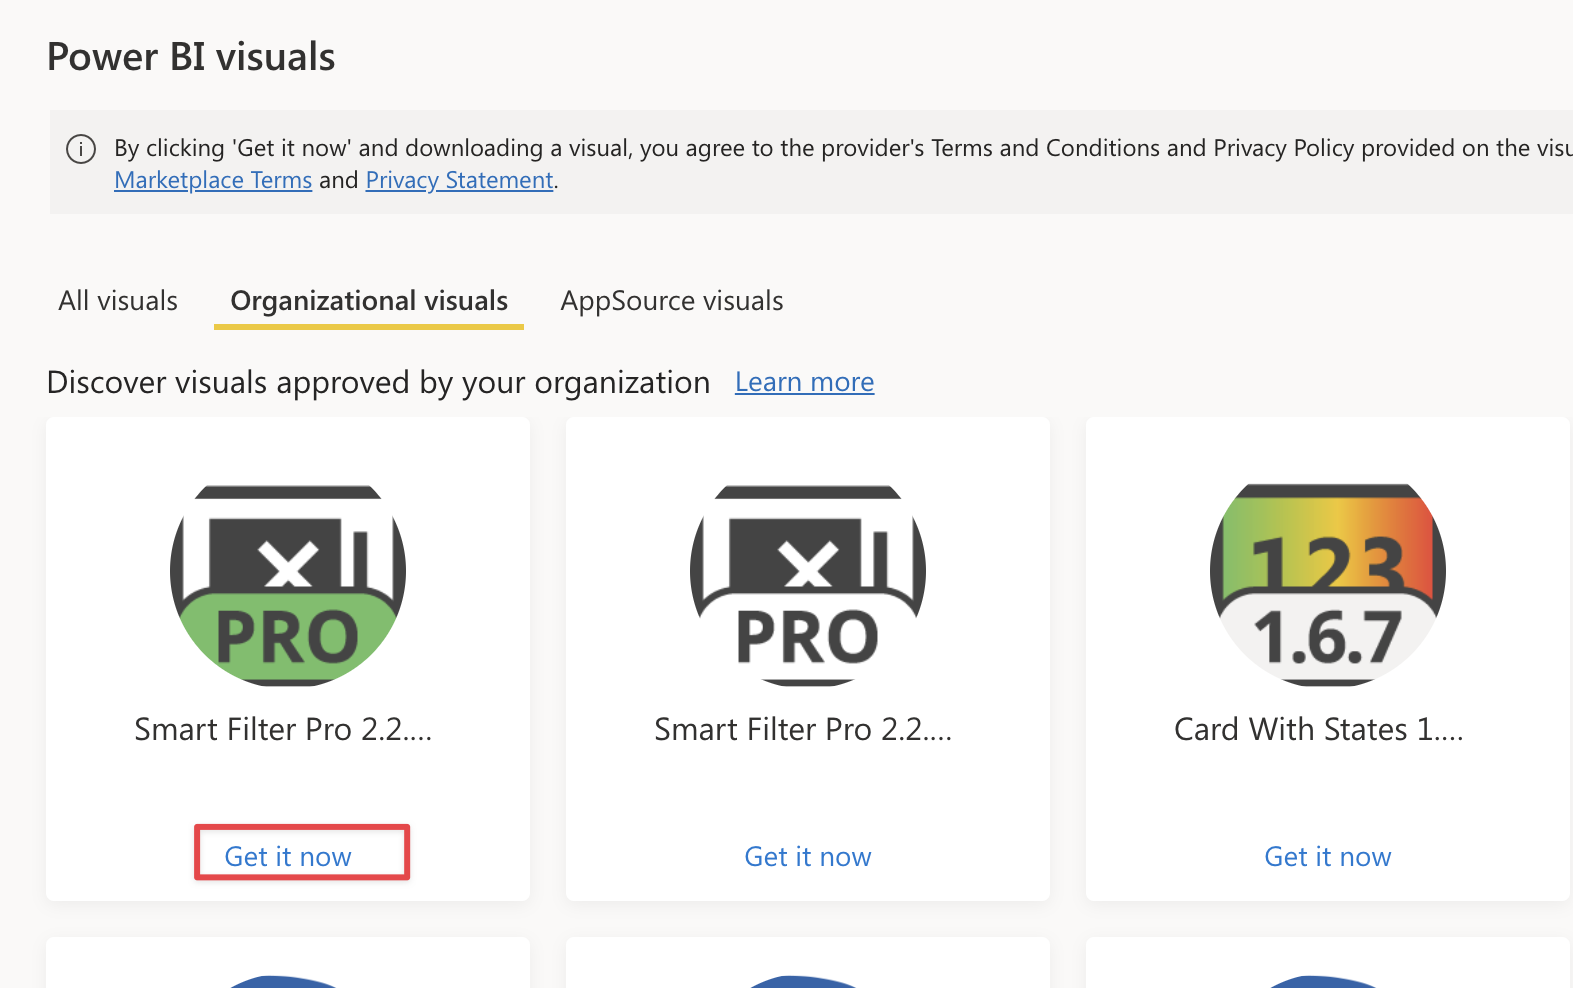 Power BI visuals
By clicking 'Get it now' and downloading a visual, you agree to the provider's Terms and Conditions and Privacy Policy provided on the visu
Marketplace Terms and Privacy Statement.
All visuals Organizational visuals AppSource visuals
Discover visuals approved by your organization Learn more
PRO PRO 123
1.6.7
Smart Filter Pro 2.2.... Smart Filter Pro 2.2.... Card With States 1....
Get it now Get it now Get it now